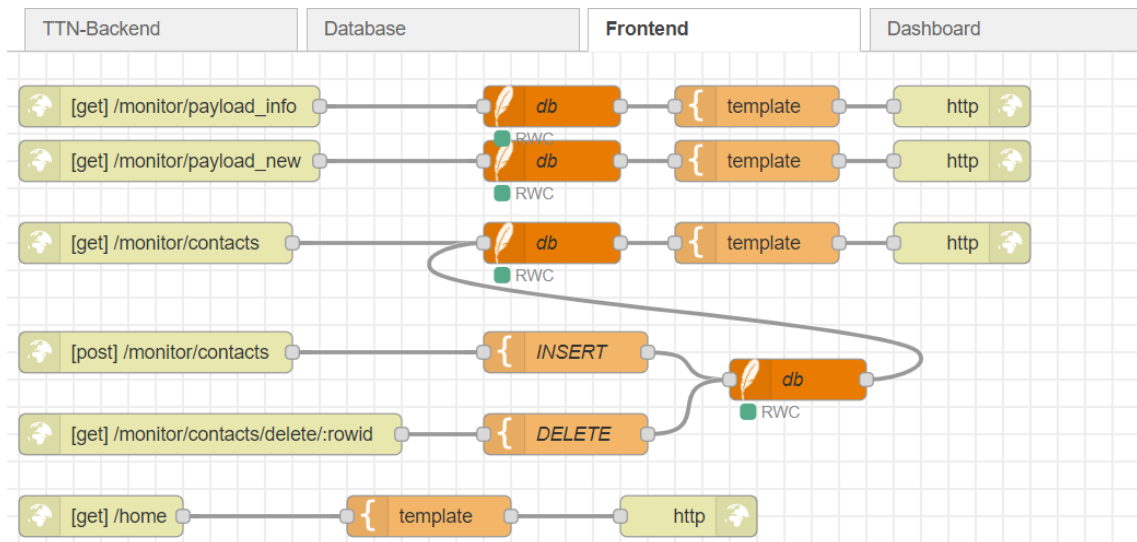 TTN-Backend Database Frontend Dashboard
[get] /monitor/payload_info db template http
RWC
[get] /monitor/payload_new db template http
RWC
[get] /monitor/contacts db template http
RWC
[post] /monitor/contacts INSERT
db
RWC
[get] /monitor/contacts/delete/:rowid DELETE
[get] /home template http